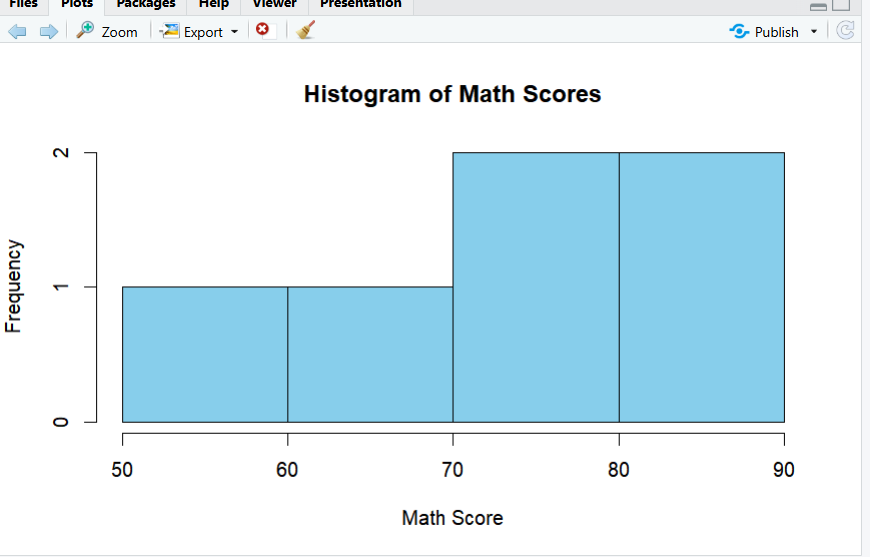 Files Plots Packages Help Viewer Presentation
Zoom Export Publish
Histogram of Math Scores
2
1
0
Frequency
50 60 70 80 90
Math Score